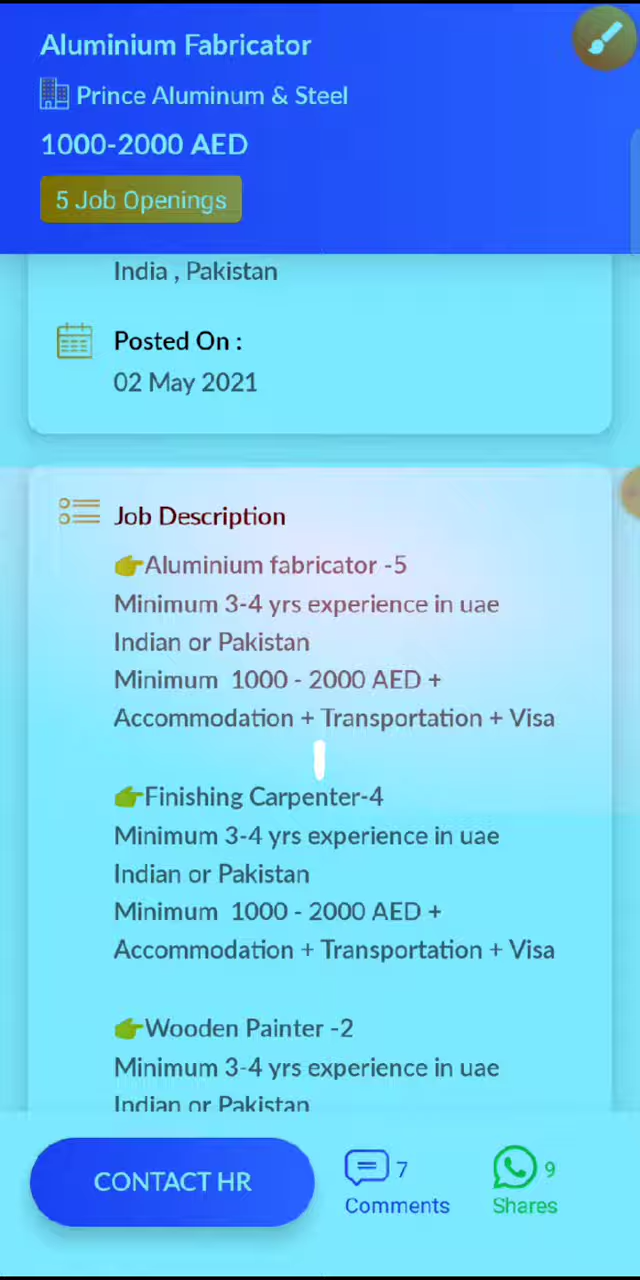 Aluminium Fabricator
Prince Aluminum & Steel
1000-2000 AED
5 Job Openings
India , Pakistan
Posted On :
02 May 2021
Job Description
👉Aluminium fabricator -5
Minimum 3-4 yrs experience in uae
Indian or Pakistan
Minimum 1000 - 2000 AED +
Accommodation + Transportation + Visa
👉Finishing Carpenter-4
Minimum 3-4 yrs experience in uae
Indian or Pakistan
Minimum 1000 - 2000 AED +
Accommodation + Transportation + Visa
👉Wooden Painter -2
Minimum 3-4 yrs experience in uae
Indian or Pakistan
CONTACT HR
7
Comments
9
Shares